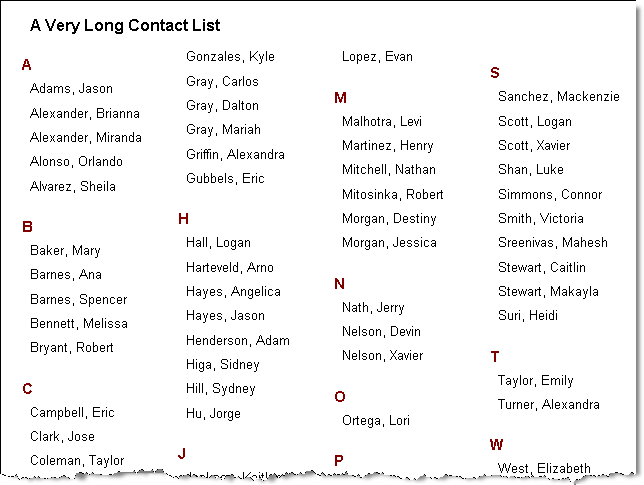 A Very Long Contact List
A
Adams, Jason
Alexander, Brianna
Alexander, Miranda
Alonso, Orlando
Alvarez, Sheila
B
Baker, Mary
Barnes, Ana
Barnes, Spencer
Bennett, Melissa
Bryant, Robert
C
Campbell, Eric
Clark, Jose
Coleman, Taylor
Gonzales, Kyle
Gray, Carlos
Gray, Dalton
Gray, Mariah
Griffin, Alexandra
Gubbels, Eric
H
Hall, Logan
Harteveld, Arno
Hayes, Angelica
Hayes, Jason
Henderson, Adam
Higa, Sidney
Hill, Sydney
Hu, Jorge
J
Lopez, Evan
M
Malhotra, Levi
Martinez, Henry
Mitchell, Nathan
Mitosinka, Robert
Morgan, Destiny
Morgan, Jessica
N
Nath, Jerry
Nelson, Devin
Nelson, Xavier
O
Ortega, Lori
P
S
Sanchez, Mackenzie
Scott, Logan
Scott, Xavier
Shan, Luke
Simmons, Connor
Smith, Victoria
Sreenivas, Mahesh
Stewart, Caitlin
Stewart, Makayla
Suri, Heidi
T
Taylor, Emily
Turner, Alexandra
W
West, Elizabeth